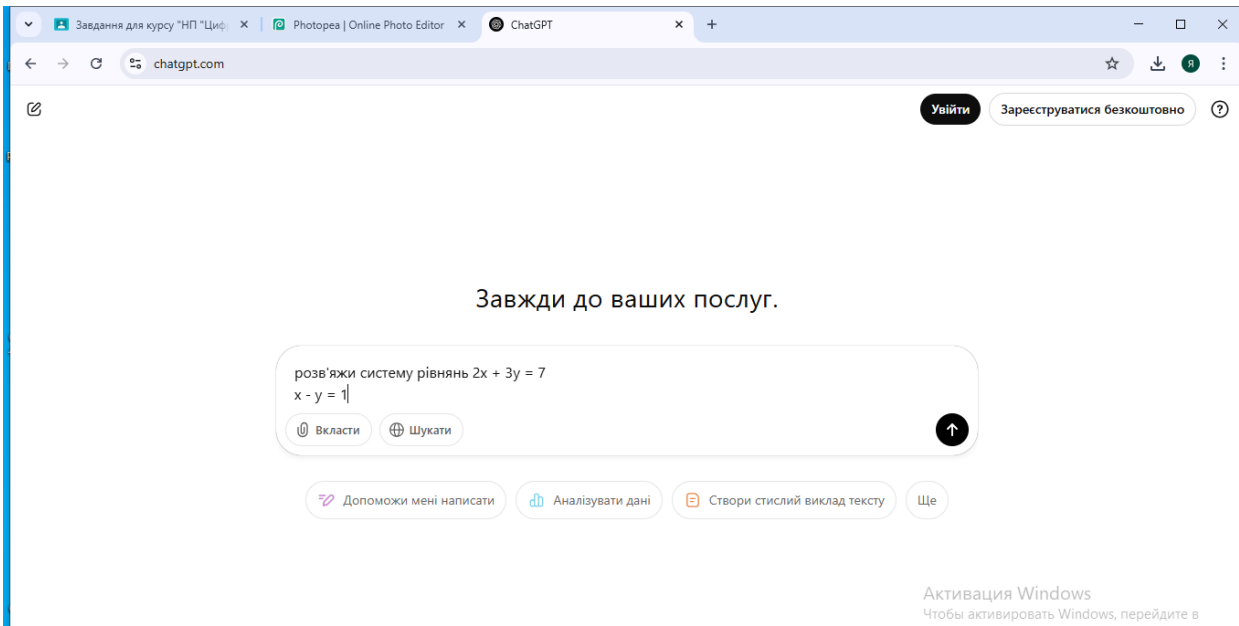 Завдання для курсу "НП "Циф
Photopea | Online Photo Editor
ChatGPT
chatgpt.com
Я
Увійти
Зареєструватися безкоштовно
Завжди до ваших послуг.
розв'яжи систему рівнянь 2x + 3y = 7
x - y = 1
Вкласти
Шукати
Допоможи мені написати
Аналізувати дані
Створи стислий виклад тексту
Ще
Активация Windows
Чтобы активировать Windows, перейдите в